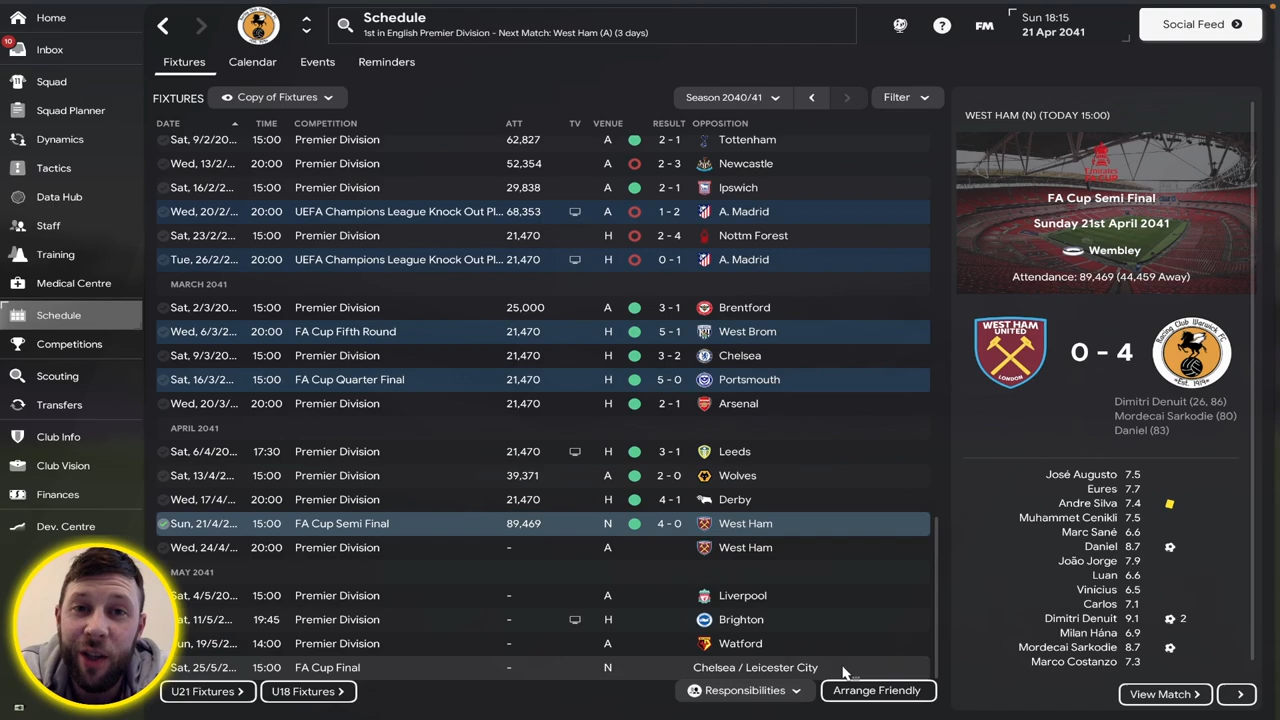 Home
Schedule
1st in English Premier Division - Next Match: West Ham (A) (3 days)
FM
Sun 18:15
21 Apr 2041
Social Feed
10
Inbox
Squad
Squad Planner
Dynamics
Tactics
Data Hub
Staff
Training
Medical Centre
Schedule
Competitions
Scouting
Transfers
Club Info
Club Vision
Finances
Dev. Centre
Fixtures Calendar Events Reminders
FIXTURES Copy of Fixtures Season 2040/41 Filter
DATE TIME COMPETITION ATT TV VENUE RESULT OPPOSITION
Sat, 9/2/20... 15:00 Premier Division 62,827 A 2 - 1 Tottenham
Wed, 13/2/... 20:00 Premier Division 52,354 A 2 - 3 Newcastle
Sat, 16/2/2... 15:00 Premier Division 29,838 A 2 - 1 Ipswich
Wed, 20/2/... 20:00 UEFA Champions League Knock Out Pl... 68,353 A 1 - 2 A. Madrid
Sat, 23/2/2... 15:00 Premier Division 21,470 H 2 - 4 Nottm Forest
Tue, 26/2/2... 20:00 UEFA Champions League Knock Out Pl... 21,470 H 0 - 1 A. Madrid
MARCH 2041
Sat, 2/3/20... 15:00 Premier Division 25,000 A 3 - 1 Brentford
Wed, 6/3/2... 20:00 FA Cup Fifth Round 21,470 H 5 - 1 West Brom
Sat, 9/3/20... 15:00 Premier Division 21,470 H 3 - 2 Chelsea
Sat, 16/3/2... 15:00 FA Cup Quarter Final 21,470 H 5 - 0 Portsmouth
Wed, 20/3/... 20:00 Premier Division 21,470 H 2 - 1 Arsenal
APRIL 2041
Sat, 6/4/20... 17:30 Premier Division 21,470 H 3 - 1 Leeds
Sat, 13/4/2... 15:00 Premier Division 39,371 A 2 - 0 Wolves
Wed, 17/4/... 20:00 Premier Division 21,470 H 4 - 1 Derby
Sun, 21/4/2... 15:00 FA Cup Semi Final 89,469 N 4 - 0 West Ham
Wed, 24/4/... 20:00 Premier Division - A West Ham
MAY 2041
Sat, 4/5/20... 15:00 Premier Division - A Liverpool
Sat, 11/5/2... 19:45 Premier Division - H Brighton
Sun, 19/5/2... 14:00 Premier Division - A Watford
Sat, 25/5/2... 15:00 FA Cup Final - N Chelsea / Leicester City
U21 Fixtures U18 Fixtures Responsibilities Arrange Friendly
WEST HAM (N) (TODAY 15:00)
Emirates
FA Cup Semi Final
Sunday 21st April 2041
Wembley
Attendance: 89,469 (44,459 Away)
WEST HAM
UNITED
LONDON
0 - 4
Racing Club Warwick FC
Est. 1919
Dimitri Denuit (26, 86)
Mordecai Sarkodie (80)
Daniel (83)
José Augusto 7.5
Eures 7.7
Andre Silva 7.4
Muhammet Cenikli 7.5
Marc Sané 6.6
Daniel 8.7
João Jorge 7.9
Luan 6.6
Vinícius 6.5
Carlos 7.1
Dimitri Denuit 9.1 2
Milan Hána 6.9
Mordecai Sarkodie 8.7
Marco Costanzo 7.3
View Match